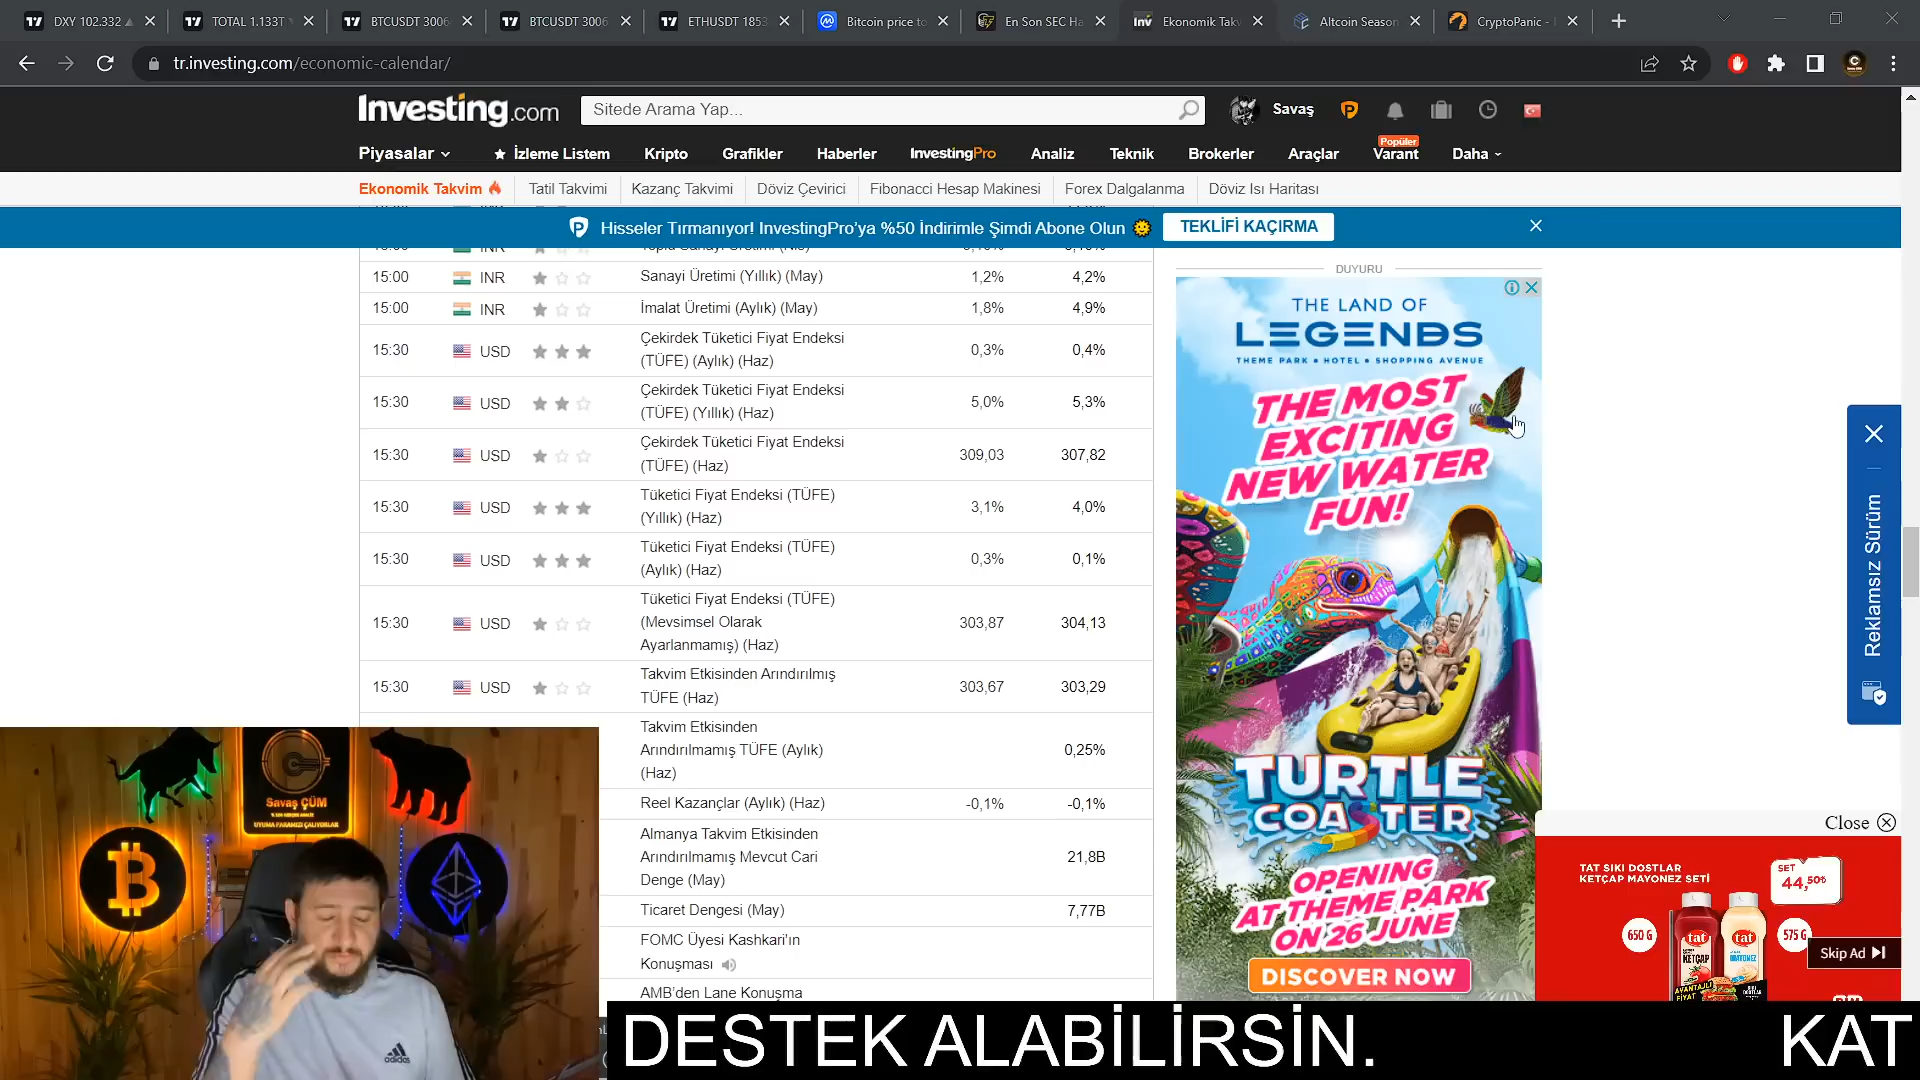 DXY 102.332
TOTAL 1.133T
BTCUSDT 3006
BTCUSDT 3006
ETHUSDT 1853
Bitcoin price to
En Son SEC Ha
Ekonomik Takv
Altcoin Season
CryptoPanic -
tr.investing.com/economic-calendar/
Investing.com
Sitede Arama Yap...
Savaş
Piyasalar
İzleme Listem
Kripto
Grafikler
Haberler
InvestingPro
Analiz
Teknik
Brokerler
Araçlar
Popüler
Varant
Daha
Ekonomik Takvim
Tatil Takvimi
Kazanç Takvimi
Döviz Çevirici
Fibonacci Hesap Makinesi
Forex Dalgalanma
Döviz Isı Haritası
Hisseler Tırmanıyor! InvestingPro'ya %50 İndirimle Şimdi Abone Olun
TEKLİFİ KAÇIRMA
15:00 INR Sanayi Üretimi (Yıllık) (May) 1,2% 4,2%
15:00 INR İmalat Üretimi (Aylık) (May) 1,8% 4,9%
15:30 USD Çekirdek Tüketici Fiyat Endeksi
(TÜFE) (Aylık) (Haz) 0,3% 0,4%
15:30 USD Çekirdek Tüketici Fiyat Endeksi
(TÜFE) (Yıllık) (Haz) 5,0% 5,3%
15:30 USD Çekirdek Tüketici Fiyat Endeksi
(TÜFE) (Haz) 309,03 307,82
15:30 USD Tüketici Fiyat Endeksi (TÜFE)
(Yıllık) (Haz) 3,1% 4,0%
15:30 USD Tüketici Fiyat Endeksi (TÜFE)
(Aylık) (Haz) 0,3% 0,1%
15:30 USD Tüketici Fiyat Endeksi (TÜFE)
(Mevsimsel Olarak
Ayarlanmamış) (Haz) 303,87 304,13
15:30 USD Takvim Etkisinden Arındırılmış
TÜFE (Haz) 303,67 303,29
Takvim Etkisinden
Arındırılmamış TÜFE (Aylık)
(Haz) 0,25%
Reel Kazançlar (Aylık) (Haz) -0,1% -0,1%
Almanya Takvim Etkisinden
Arındırılmamış Mevcut Cari
Denge (May) 21,8B
Ticaret Dengesi (May) 7,77B
FOMC Üyesi Kashkari'ın
Konuşması
AMB'den Lane Konuşma
DUYURU
THE LAND OF
LEGENDS
THEME PARK • HOTEL • SHOPPING AVENUE
THE MOST
EXCITING
NEW WATER
FUN!
TURTLE
COASTER
OPENING
AT THEME PARK
ON 26 JUNE
DISCOVER NOW
Reklamsız Sürüm
Close
TAT SIKI DOSTLAR
KETÇAP MAYONEZ SETİ
SET
44,50₺
650 G
575 G
tat
KETÇAP
tat
MAYONEZ
AVANTAJLI
FİYAT
Skip Ad
Savaş ÇÜM
UYUMA PARAMIZI ÇALIYORLAR
adidas
DESTEK ALABİLİRSİN.
KAT